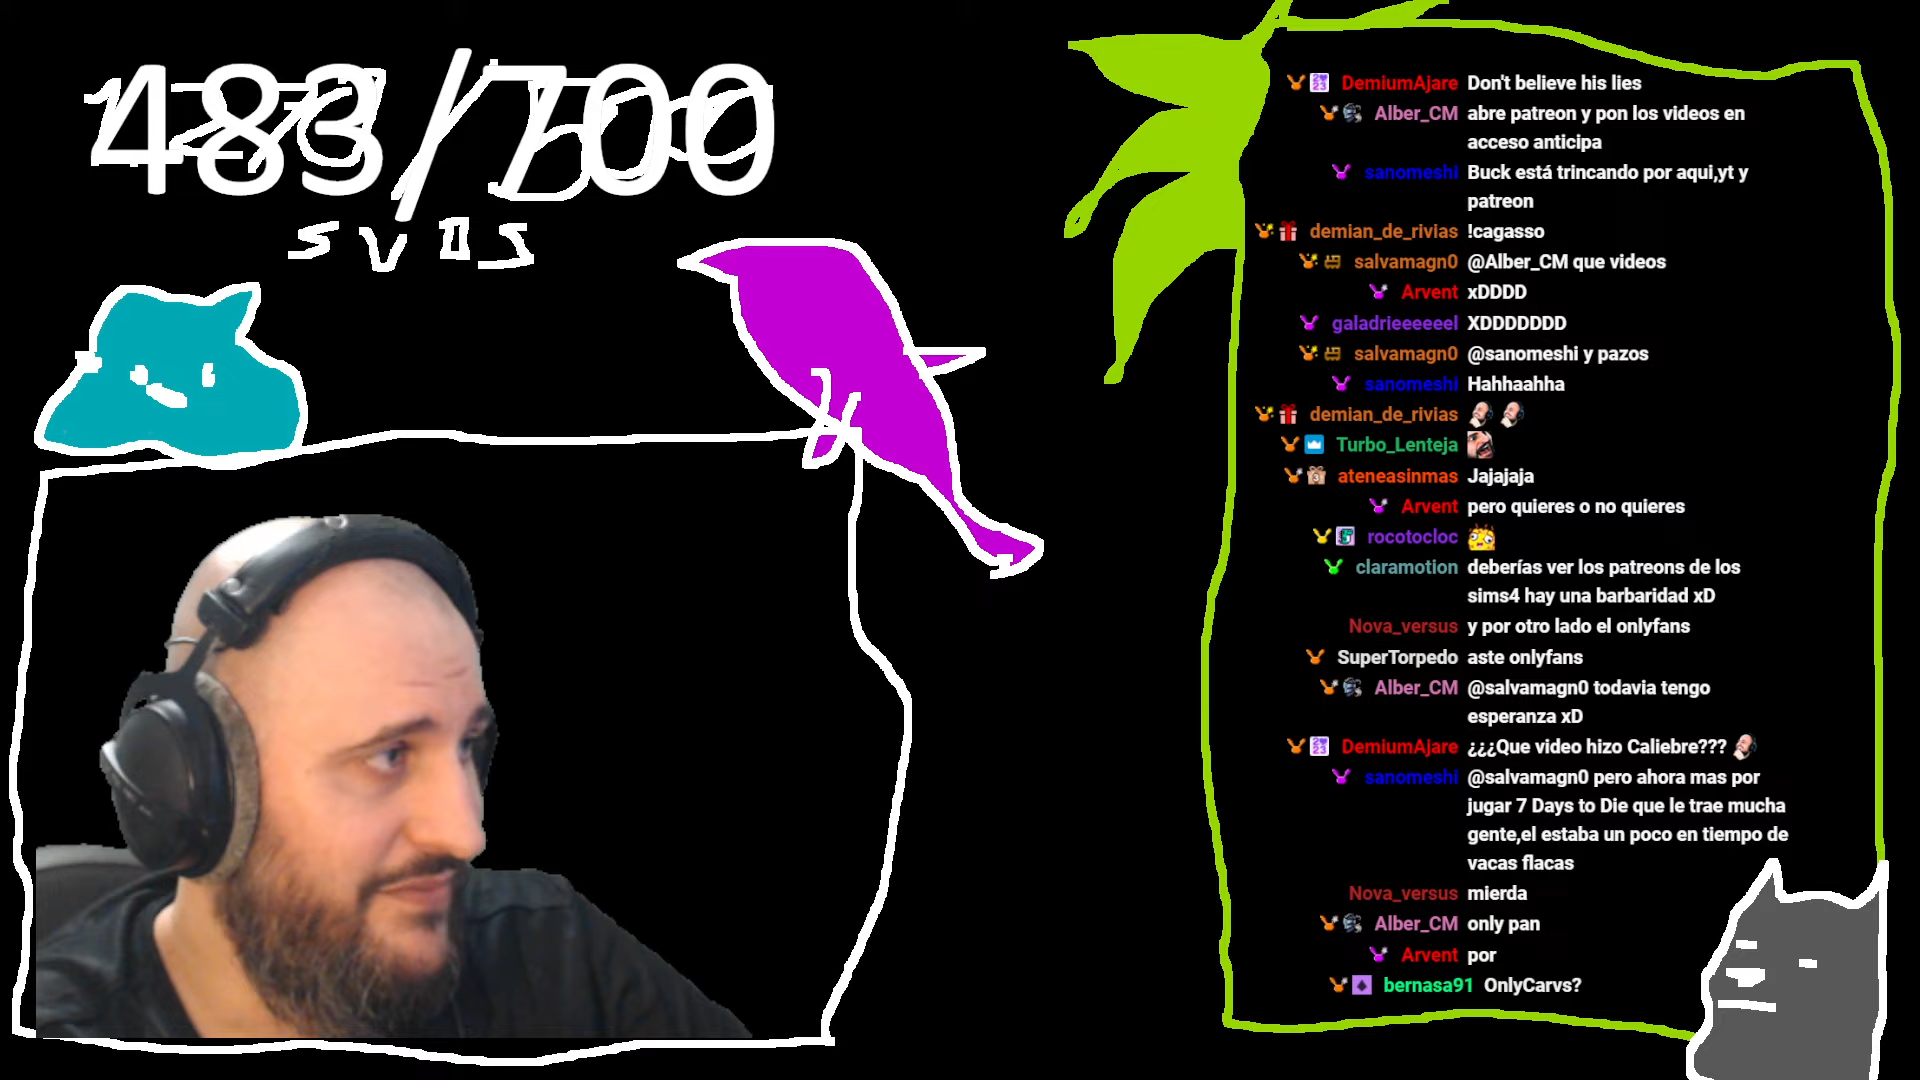 483/700
SUBS
DemiumAjare Don't believe his lies
Alber_CM abre patreon y pon los videos en
acceso anticipa
sanomeshi Buck está trincando por aqui,yt y
patreon
demian_de_rivias !cagasso
salvamagn0 @Alber_CM que videos
Arvent xDDDD
galadrieeeeeel XDDDDDDD
salvamagn0 @sanomeshi y pazos
sanomeshi Hahhaahha
demian_de_rivias
Turbo_Lenteja
ateneasinmas Jajajaja
Arvent pero quieres o no quieres
rocotocloc
claramotion deberías ver los patreons de los
sims4 hay una barbaridad xD
Nova_versus y por otro lado el onlyfans
SuperTorpedo aste onlyfans
Alber_CM @salvamagn0 todavia tengo
esperanza xD
DemiumAjare ¿¿¿Que video hizo Caliebre???
sanomeshi @salvamagn0 pero ahora mas por
jugar 7 Days to Die que le trae mucha
gente,el estaba un poco en tiempo de
vacas flacas
Nova_versus mierda
Alber_CM only pan
Arvent por
bernasa91 OnlyCarvs?